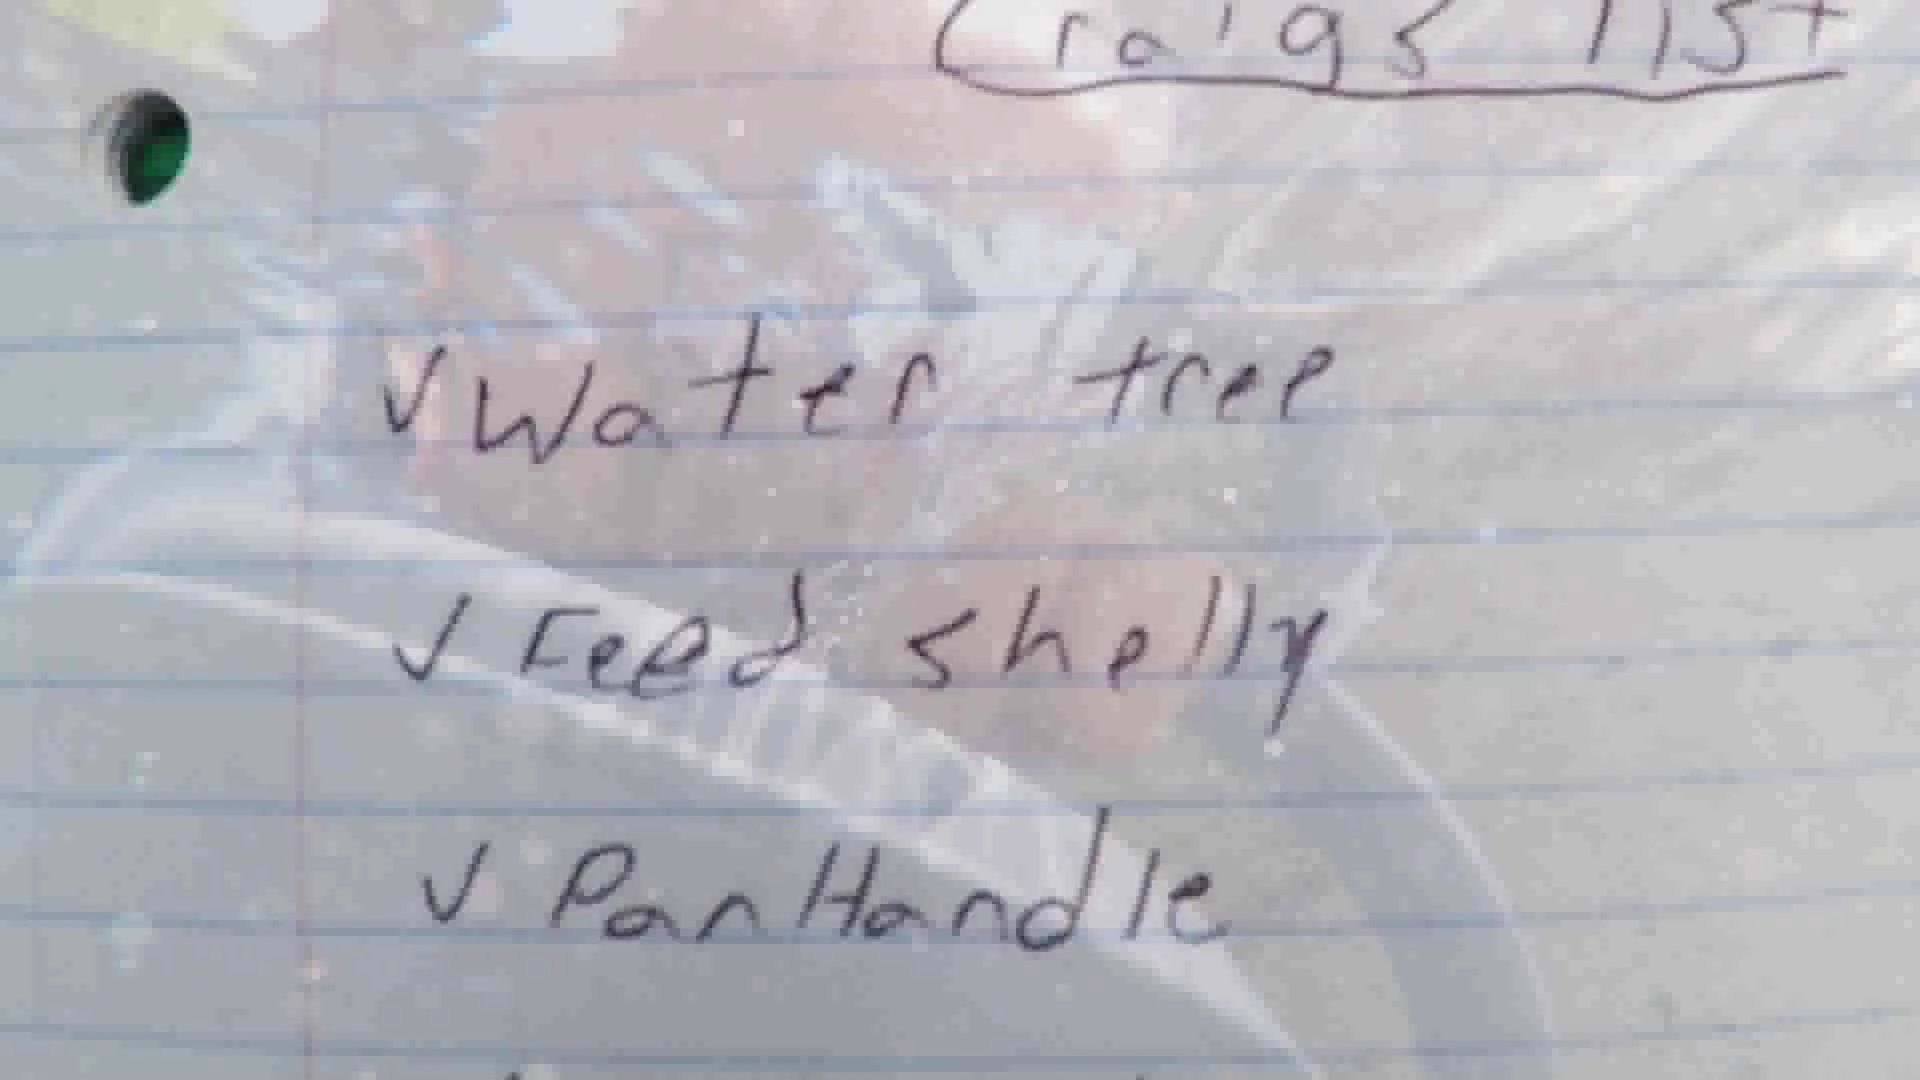 Craigs list
✓ Water tree
✓ Feed shelly
✓ PanHandle